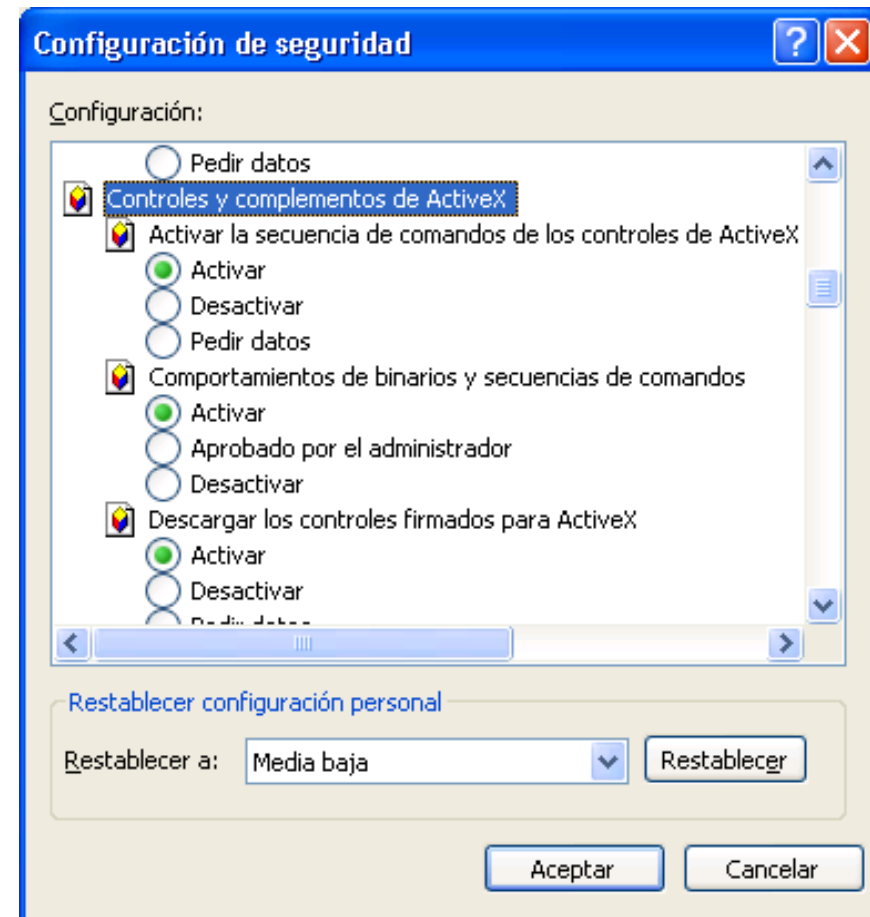 Configuración de seguridad
Configuración:
Pedir datos
Controles y complementos de ActiveX
Activar la secuencia de comandos de los controles de ActiveX
Activar
Desactivar
Pedir datos
Comportamientos de binarios y secuencias de comandos
Activar
Aprobado por el administrador
Desactivar
Descargar los controles firmados para ActiveX
Activar
Desactivar
Pedir datos
Restablecer configuración personal
Restablecer a: Media baja Restablecer
Aceptar Cancelar